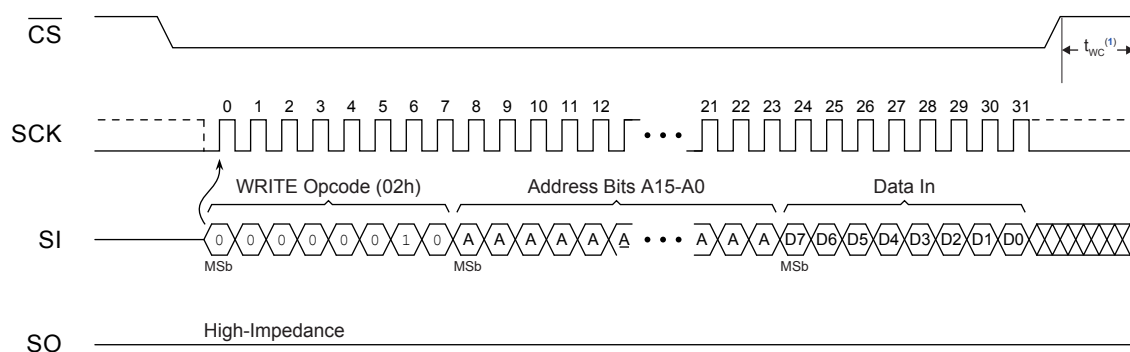 CS
t_WC(1)
0 1 2 3 4 5 6 7 8 9 10 11 12 21 22 23 24 25 26 27 28 29 30 31
SCK
WRITE Opcode (02h) Address Bits A15-A0 Data In
SI 0 0 0 0 0 0 1 0 A A A A A A A A A D7 D6 D5 D4 D3 D2 D1 D0
MSb MSb MSb
High-Impedance
SO